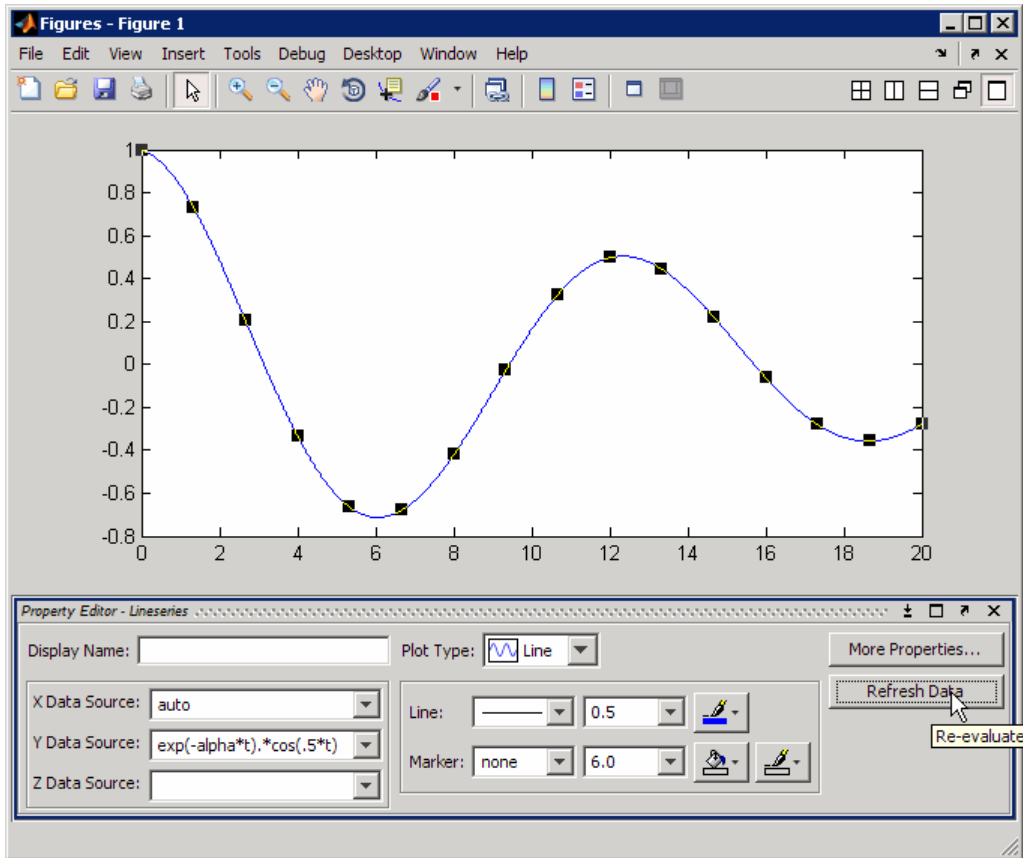 Figures - Figure 1
File Edit View Insert Tools Debug Desktop Window Help
1
0.8
0.6
0.4
0.2
0
-0.2
-0.4
-0.6
-0.8
0 2 4 6 8 10 12 14 16 18 20
Property Editor - Lineseries
Display Name:
Plot Type: Line
More Properties...
X Data Source: auto
Line: 0.5
Refresh Data
Y Data Source: exp(-alpha*t).*cos(.5*t)
Re-evaluate
Marker: none 6.0
Z Data Source: